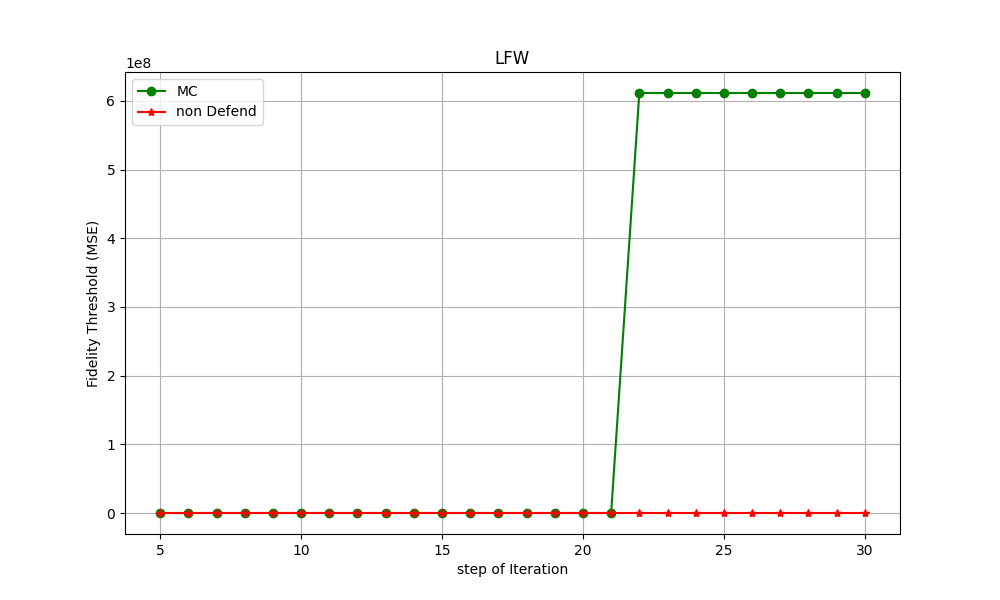 LFW
1e8
MC
non Defend
6
5
4
3
2
1
0
Fidelity Threshold (MSE)
5 10 15 20 25 30
step of Iteration